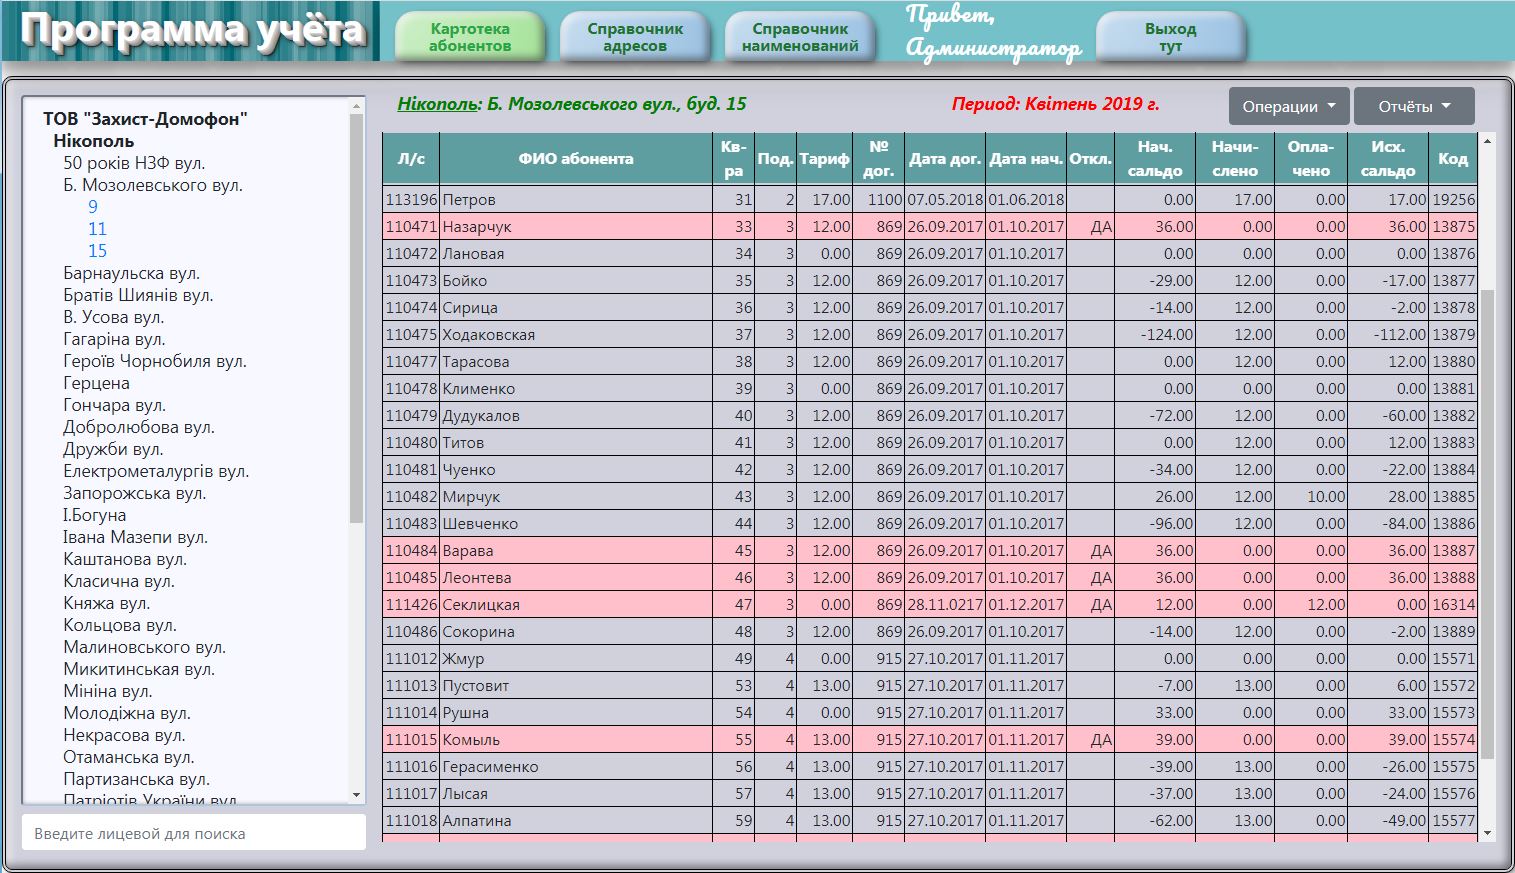 Программа учёта
Картотека абонентов
Справочник адресов
Справочник наименований
Привет, Администратор
Выход тут
ТОВ "Захист-Домофон"
Нікополь
50 років НЗФ вул.
Б. Мозолевського вул.
9
11
15
Барнаульска вул.
Братів Шиянів вул.
В. Усова вул.
Гагаріна вул.
Героїв Чорнобиля вул.
Герцена
Гончара вул.
Добролюбова вул.
Дружби вул.
Електрометалургів вул.
Запорожська вул.
І.Богуна
Івана Мазепи вул.
Каштанова вул.
Класична вул.
Княжа вул.
Кольцова вул.
Малиновського вул.
Микитинськая вул.
Мініна вул.
Молодіжна вул.
Некрасова вул.
Отаманська вул.
Партизанська вул.
Патріотів України вул.
Введите лицевой для поиска
Нікополь: Б. Мозолевського вул., буд. 15
Период: Квітень 2019 г.
Операции
Отчёты
Л/с ФИО абонента Кв-ра Под. Тариф № дог. Дата дог. Дата нач. Откл. Нач. сальдо Начи-слено Опла-чено Исх. сальдо Код
113196 Петров 31 2 17.00 1100 07.05.2018 01.06.2018 0.00 17.00 0.00 17.00 19256
110471 Назарчук 33 3 12.00 869 26.09.2017 01.10.2017 ДА 36.00 0.00 0.00 36.00 13875
110472 Лановая 34 3 0.00 869 26.09.2017 01.10.2017 0.00 0.00 0.00 0.00 13876
110473 Бойко 35 3 12.00 869 26.09.2017 01.10.2017 -29.00 12.00 0.00 -17.00 13877
110474 Сирица 36 3 12.00 869 26.09.2017 01.10.2017 -14.00 12.00 0.00 -2.00 13878
110475 Ходаковская 37 3 12.00 869 26.09.2017 01.10.2017 -124.00 12.00 0.00 -112.00 13879
110477 Тарасова 38 3 12.00 869 26.09.2017 01.10.2017 0.00 12.00 0.00 12.00 13880
110478 Клименко 39 3 0.00 869 26.09.2017 01.10.2017 0.00 0.00 0.00 0.00 13881
110479 Дудукалов 40 3 12.00 869 26.09.2017 01.10.2017 -72.00 12.00 0.00 -60.00 13882
110480 Титов 41 3 12.00 869 26.09.2017 01.10.2017 0.00 12.00 0.00 12.00 13883
110481 Чуенко 42 3 12.00 869 26.09.2017 01.10.2017 -34.00 12.00 0.00 -22.00 13884
110482 Мирчук 43 3 12.00 869 26.09.2017 01.10.2017 26.00 12.00 10.00 28.00 13885
110483 Шевченко 44 3 12.00 869 26.09.2017 01.10.2017 -96.00 12.00 0.00 -84.00 13886
110484 Варава 45 3 12.00 869 26.09.2017 01.10.2017 ДА 36.00 0.00 0.00 36.00 13887
110485 Леонтева 46 3 12.00 869 26.09.2017 01.10.2017 ДА 36.00 0.00 0.00 36.00 13888
111426 Секлицкая 47 3 0.00 869 28.11.0217 01.12.2017 ДА 12.00 0.00 12.00 0.00 16314
110486 Сокорина 48 3 12.00 869 26.09.2017 01.10.2017 -14.00 12.00 0.00 -2.00 13889
111012 Жмур 49 4 0.00 915 27.10.2017 01.11.2017 0.00 0.00 0.00 0.00 15571
111013 Пустовит 53 4 13.00 915 27.10.2017 01.11.2017 -7.00 13.00 0.00 6.00 15572
111014 Рушна 54 4 0.00 915 27.10.2017 01.11.2017 33.00 0.00 0.00 33.00 15573
111015 Комыль 55 4 13.00 915 27.10.2017 01.11.2017 ДА 39.00 0.00 0.00 39.00 15574
111016 Герасименко 56 4 13.00 915 27.10.2017 01.11.2017 -39.00 13.00 0.00 -26.00 15575
111017 Лысая 57 4 13.00 915 27.10.2017 01.11.2017 -37.00 13.00 0.00 -24.00 15576
111018 Алпатина 59 4 13.00 915 27.10.2017 01.11.2017 -62.00 13.00 0.00 -49.00 15577